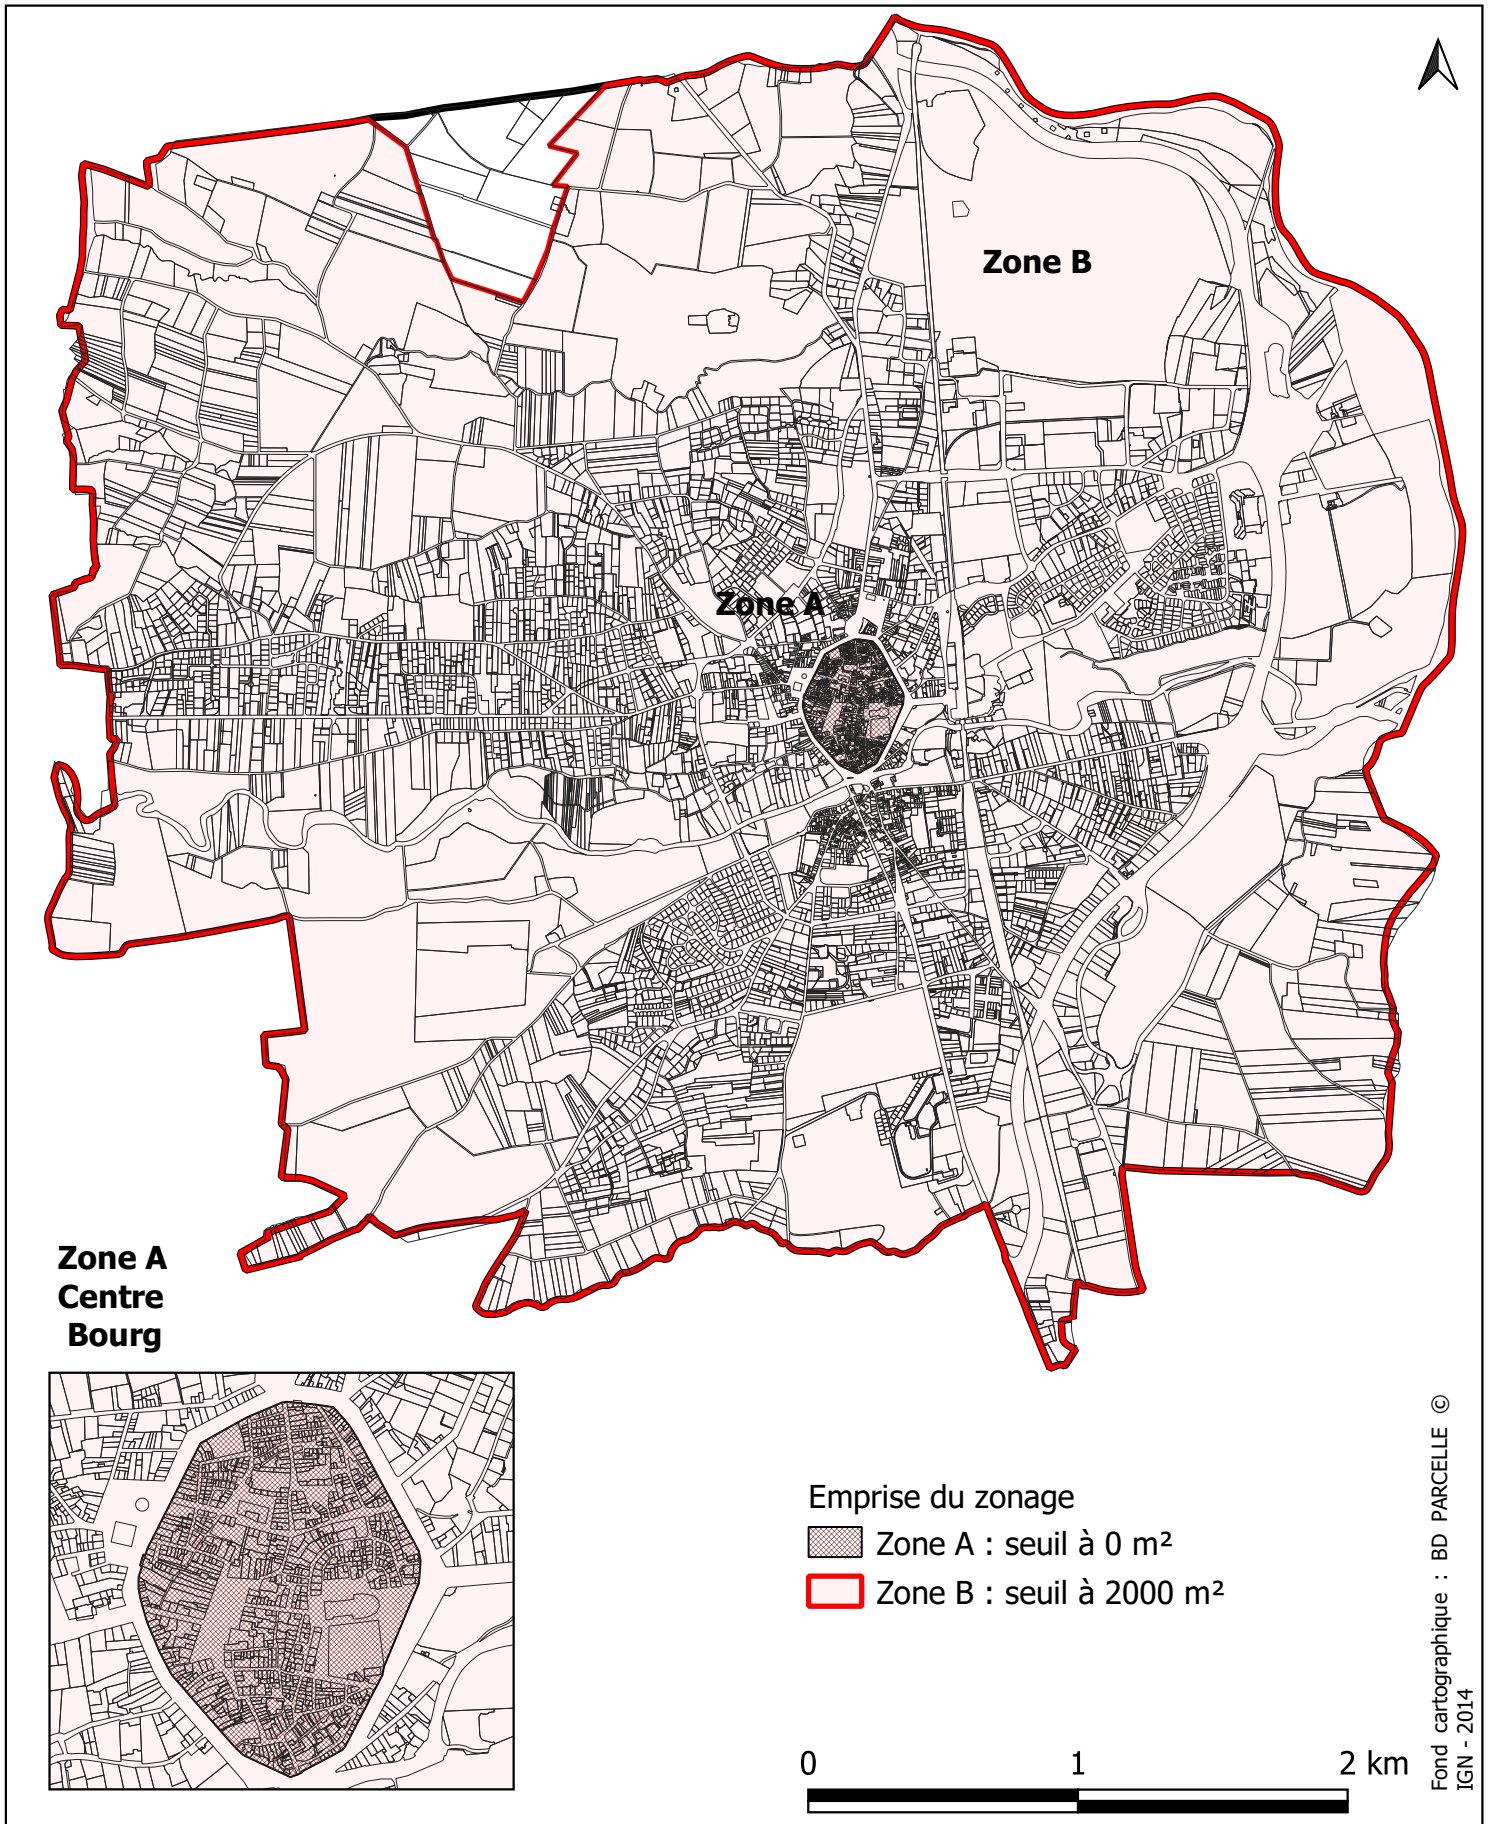 Zone B
Zone A
Zone A
Centre
Bourg
Emprise du zonage
Zone A : seuil à 0 m²
Zone B : seuil à 2000 m²
0 1 2 km
Fond cartographique : BD PARCELLE ©
IGN - 2014